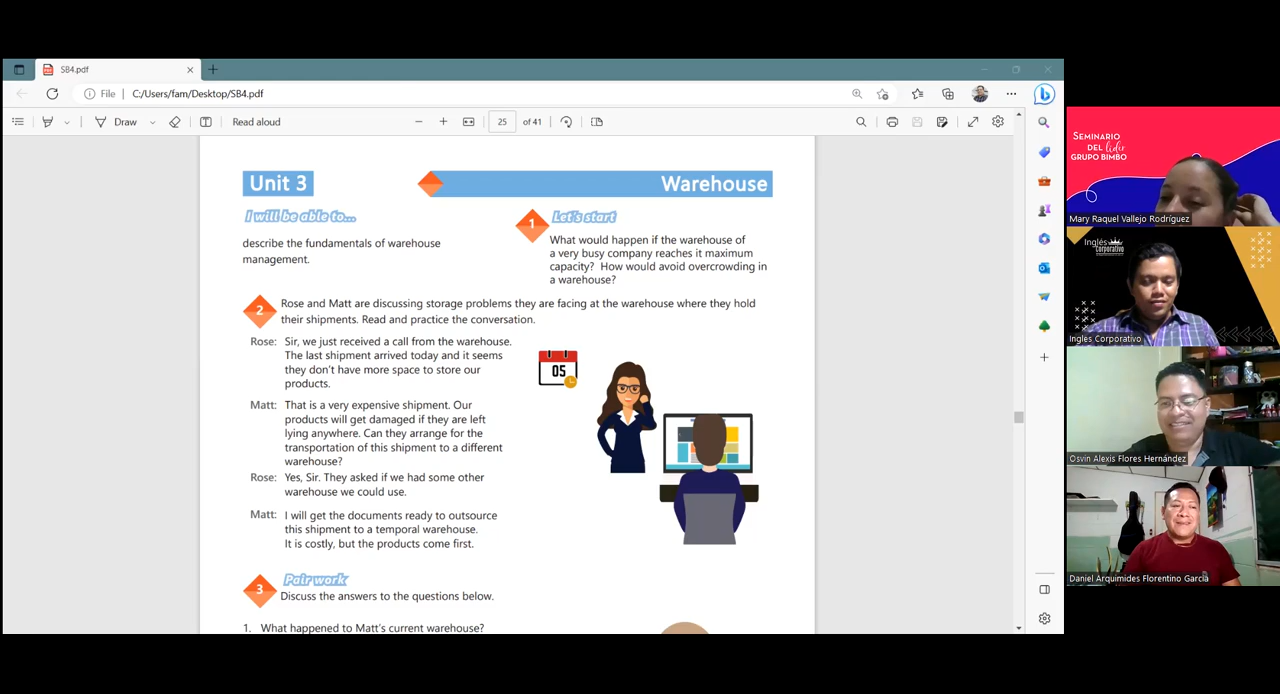 SB4.pdf
File
C:/Users/fam/Desktop/SB4.pdf
Draw
Read aloud
25
of 41
Unit 3
Warehouse
I will be able to...
describe the fundamentals of warehouse
management.
1
Let's start
What would happen if the warehouse of
a very busy company reaches it maximum
capacity? How would avoid overcrowding in
a warehouse?
2
Rose and Matt are discussing storage problems they are facing at the warehouse where they hold
their shipments. Read and practice the conversation.
Rose: Sir, we just received a call from the warehouse.
The last shipment arrived today and it seems
they don't have more space to store our
products.
Matt: That is a very expensive shipment. Our
products will get damaged if they are left
lying anywhere. Can they arrange for the
transportation of this shipment to a different
warehouse?
Rose: Yes, Sir. They asked if we had some other
warehouse we could use.
Matt: I will get the documents ready to outsource
this shipment to a temporal warehouse.
It is costly, but the products come first.
05
3
Pair work
Discuss the answers to the questions below.
1. What happened to Matt's current warehouse?
SEMINARIO
DEL líder
GRUPO BIMBO
Mary Raquel Vallejo Rodríguez
Inglés
Corporativo
Ingles Corporativo
Osvin Alexis Flores Hernández
Daniel Arquimides Florentino García